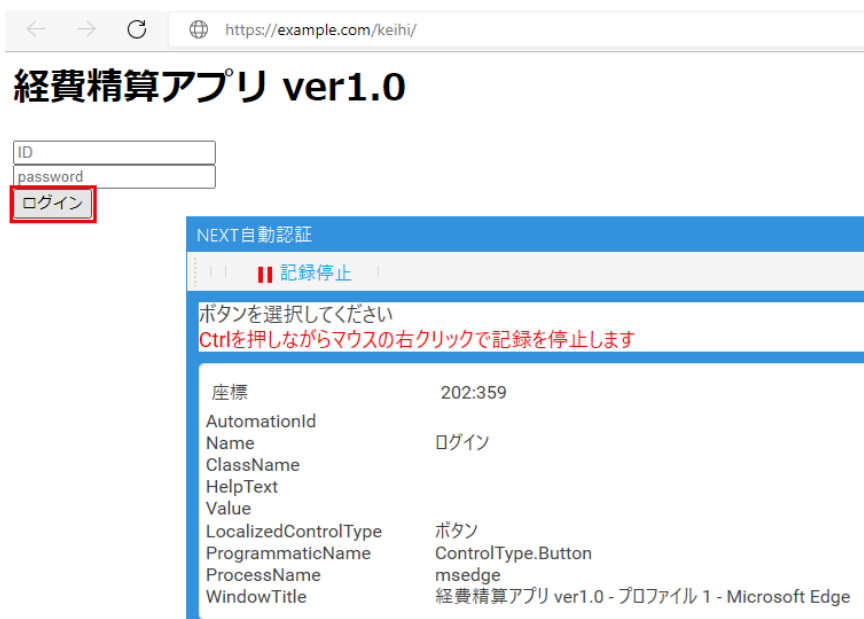 https://example.com/keihi/
経費精算アプリ ver1.0
ID
password
ログイン
NEXT自動認証
記録停止
ボタンを選択してください
Ctrlを押しながらマウスの右クリックで記録を停止します
座標 202:359
AutomationId
Name ログイン
ClassName
HelpText
Value
LocalizedControlType ボタン
ProgrammaticName ControlType.Button
ProcessName msedge
WindowTitle 経費精算アプリ ver1.0 - プロファイル 1 - Microsoft Edge